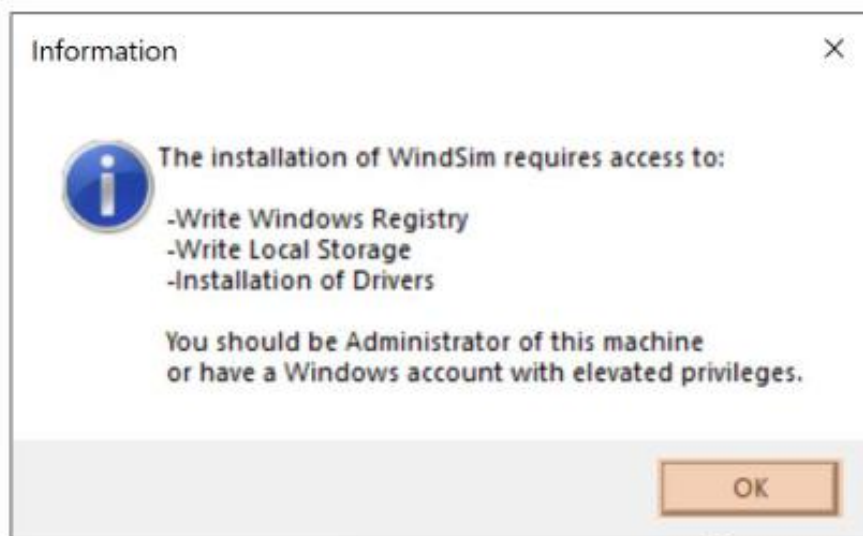 Information
The installation of WindSim requires access to:
-Write Windows Registry
-Write Local Storage
-Installation of Drivers
You should be Administrator of this machine
or have a Windows account with elevated privileges.
OK